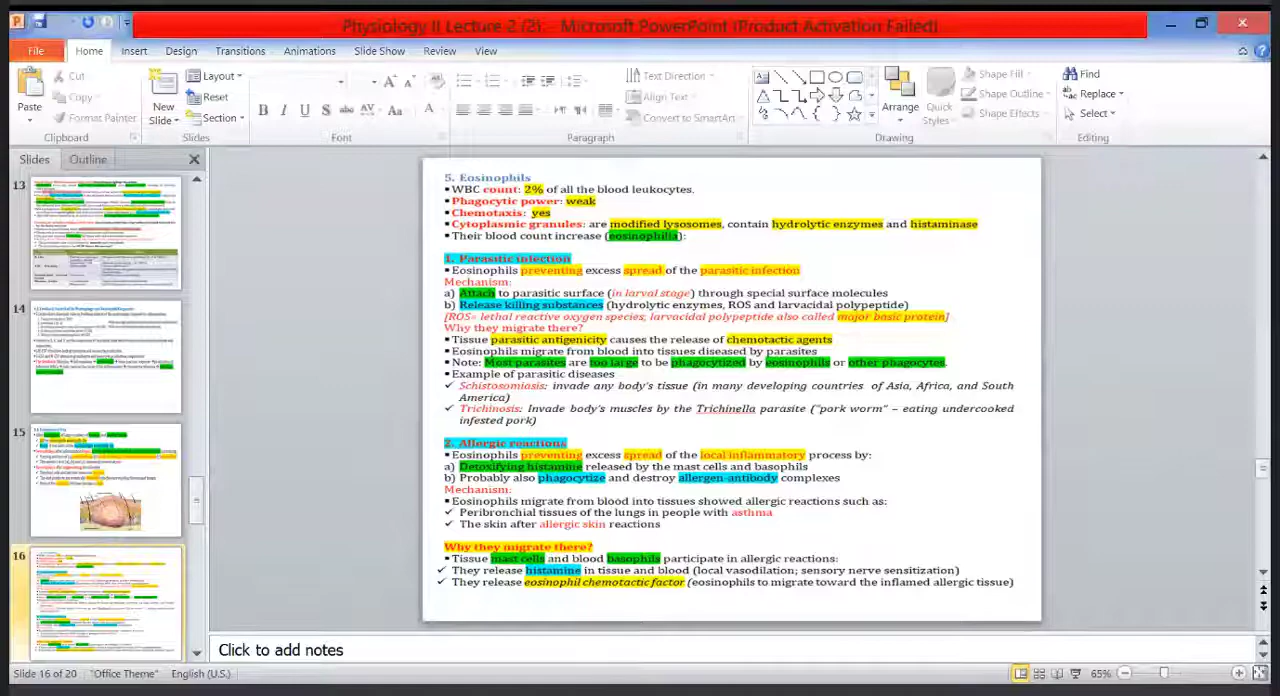 Physiology II Lecture 2 (2) - Microsoft PowerPoint (Product Activation Failed)
File Home Insert Design Transitions Animations Slide Show Review View
Paste
Cut
Copy
Format Painter
New Slide
Layout
Reset
Section
B I U S abc AV Aa A
Text Direction
Align Text
Convert to SmartArt
Arrange
Quick Styles
Shape Fill
Shape Outline
Shape Effects
Find
Replace
Select
Clipboard Slides Font Paragraph Drawing Editing
Slides Outline
13
14
15
16
5. Eosinophils
▪WBC count: 2% of all the blood leukocytes.
▪Phagocytic power: weak
▪Chemotaxis: yes
▪Cytoplasmic granules: are modified lysosomes, contain hydrolytic enzymes and histaminase
▪Their blood count increase (eosinophilia):
1. Parasitic infection
▪Eosinophils preventing excess spread of the parasitic infection
Mechanism:
a) Attach to parasitic surface (in larval stage) through special surface molecules
b) Release killing substances (hydrolytic enzymes, ROS and larvacidal polypeptide)
[ROS= lethal reactive oxygen species, larvacidal polypeptide also called major basic protein]
Why they migrate there?
▪Tissue parasitic antigenicity causes the release of chemotactic agents
▪Eosinophils migrate from blood into tissues diseased by parasites
▪Note: Most parasites are too large to be phagocytized by eosinophils or other phagocytes.
▪Example of parasitic diseases
✓ Schistosomiasis: invade any body's tissue (in many developing countries of Asia, Africa, and South
America)
✓ Trichinosis: Invade body's muscles by the Trichinella parasite ("pork worm" – eating undercooked
infested pork)
2. Allergic reactions
▪Eosinophils preventing excess spread of the local inflammatory process by:
a) Detoxifying histamine released by the mast cells and basophils
b) Probably also phagocytize and destroy allergen-antibody complexes
Mechanism:
▪Eosinophils migrate from blood into tissues showed allergic reactions such as:
✓ Peribronchial tissues of the lungs in people with asthma
✓ The skin after allergic skin reactions
Why they migrate there?
▪Tissue mast cells and blood basophils participate in allergic reactions:
✓ They release histamine in tissue and blood (local vasodilation; sensory nerve sensitization)
✓ They release eosinophil chemotactic factor (eosinophils to migrate toward the inflamed allergic tissue)
Click to add notes
Slide 16 of 20 "Office Theme" English (U.S.) 65%